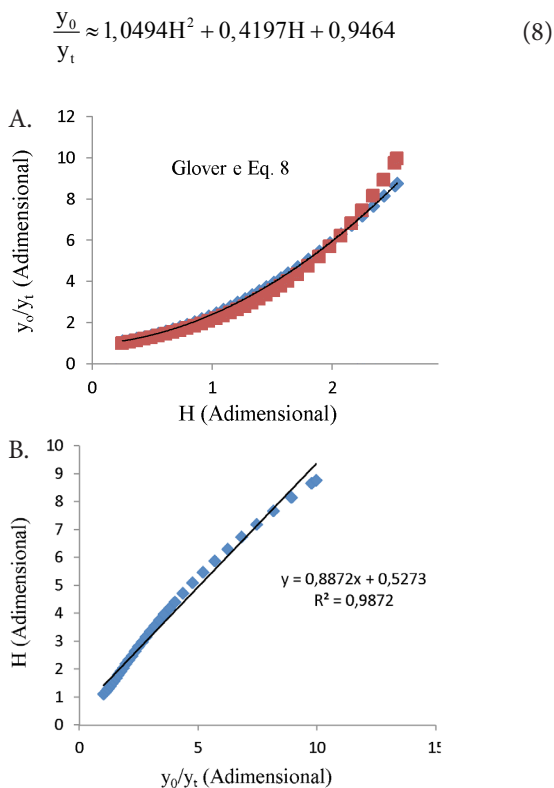 y₀/yₜ ≈ 1,0494H² + 0,4197H + 0,9464 (8)
A.
12
10
8
6
4
2
0
Glover e Eq. 8
yₒ/yₜ (Adimensional)
0 1 2
H (Adimensional)
B.
10
9
8
7
6
5
4
3
2
1
0
H (Adimensional)
y = 0,8872x + 0,5273
R² = 0,9872
0 5 10 15
y₀/yₜ (Adimensional)